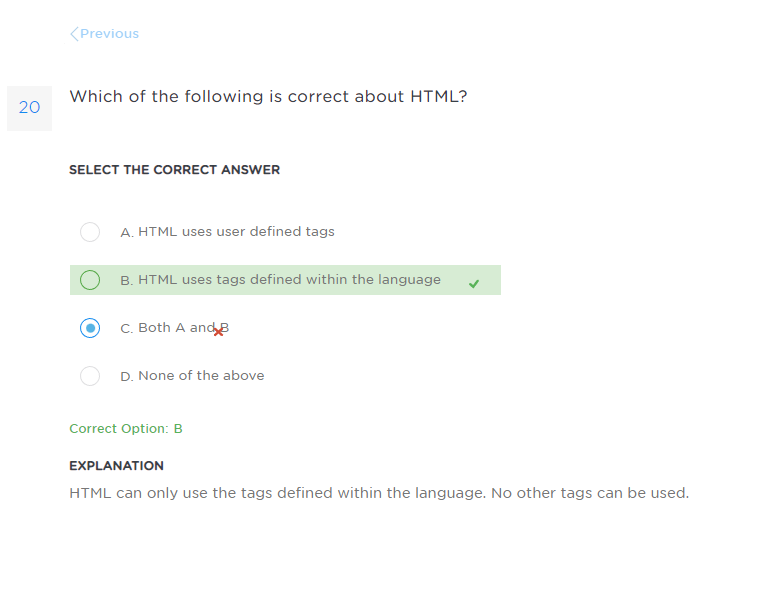 Previous
20
Which of the following is correct about HTML?
SELECT THE CORRECT ANSWER
A. HTML uses user defined tags
B. HTML uses tags defined within the language
C. Both A and B
D. None of the above
Correct Option: B
EXPLANATION
HTML can only use the tags defined within the language. No other tags can be used.